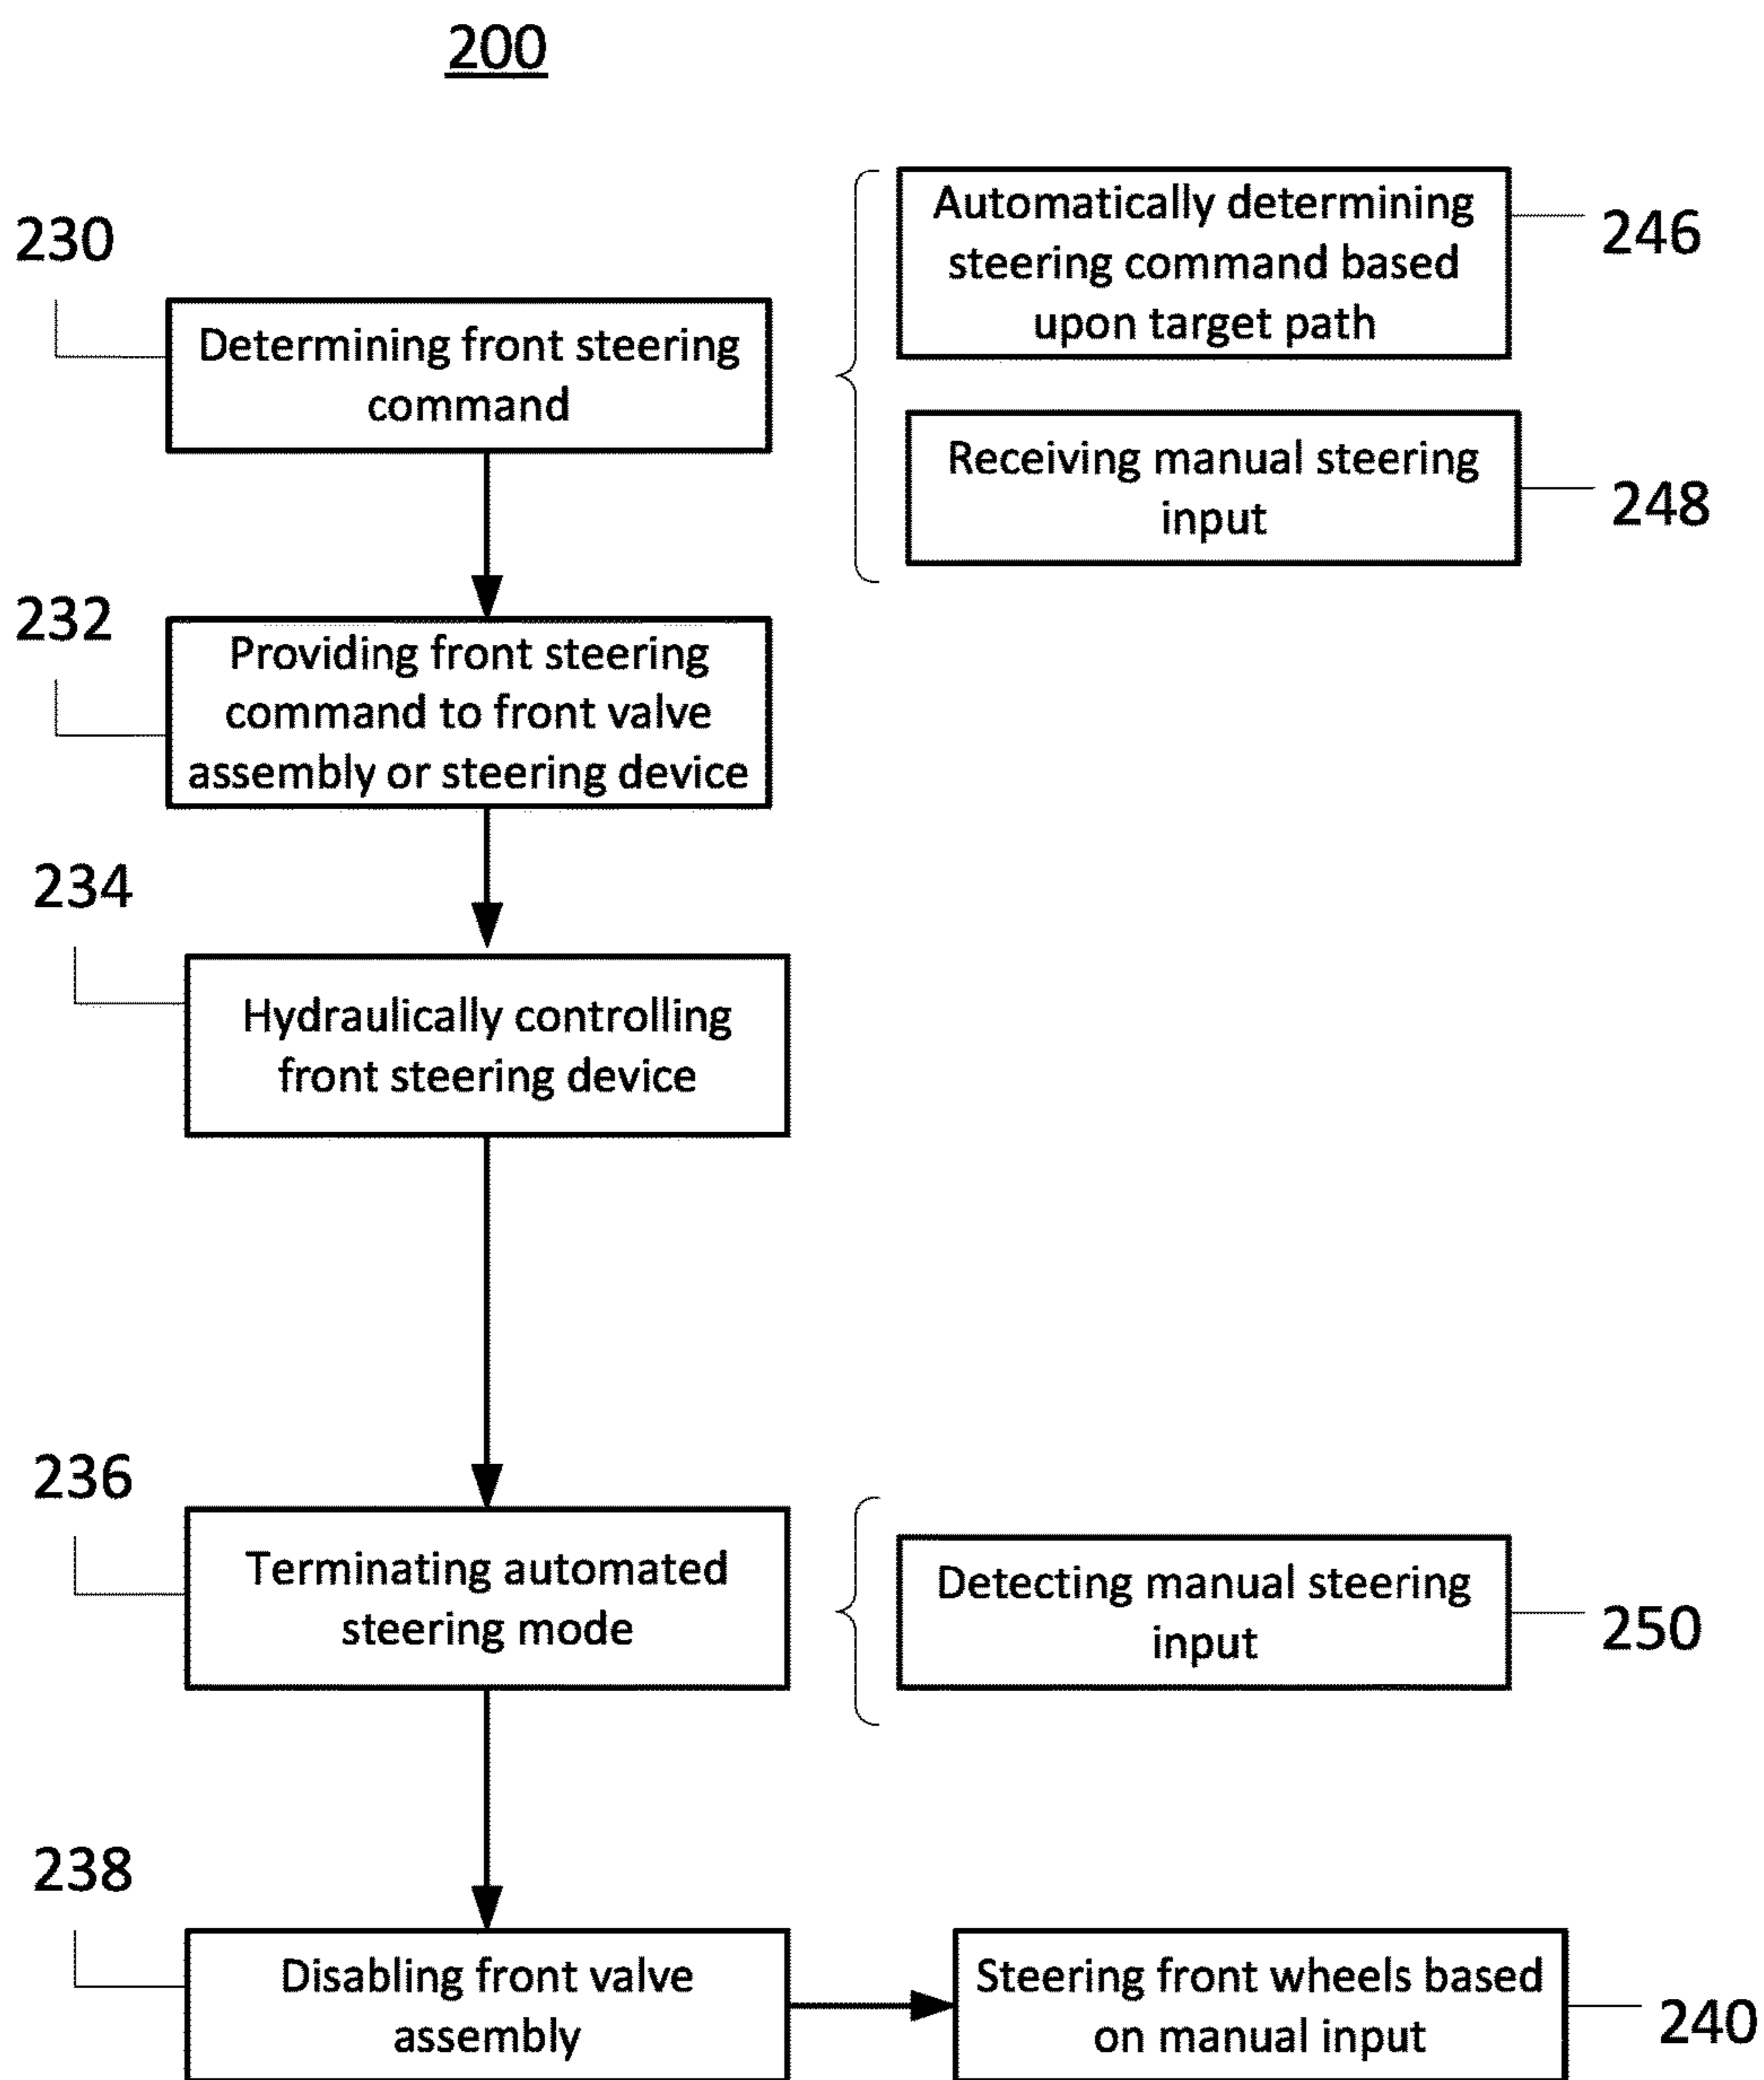 200
230
Determining front steering
command
Automatically determining
steering command based
upon target path
246
Receiving manual steering
input
248
232
Providing front steering
command to front valve
assembly or steering device
234
Hydraulically controlling
front steering device
236
Terminating automated
steering mode
Detecting manual steering
input
250
238
Disabling front valve
assembly
Steering front wheels based
on manual input
240